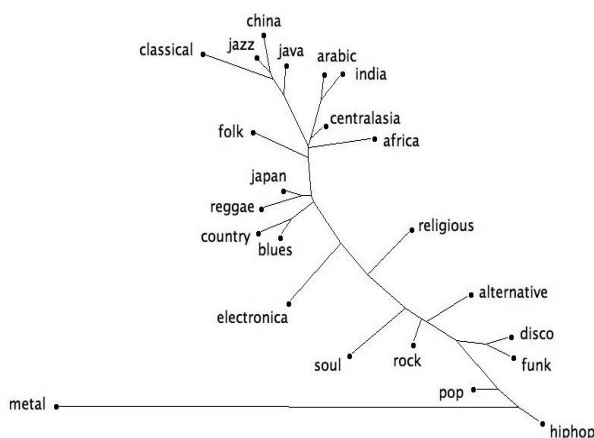 china
classical
jazz
java
arabic
india
centralasia
folk
africa
japan
reggae
religious
country
blues
alternative
electronica
disco
soul
rock
funk
pop
metal
hiphop